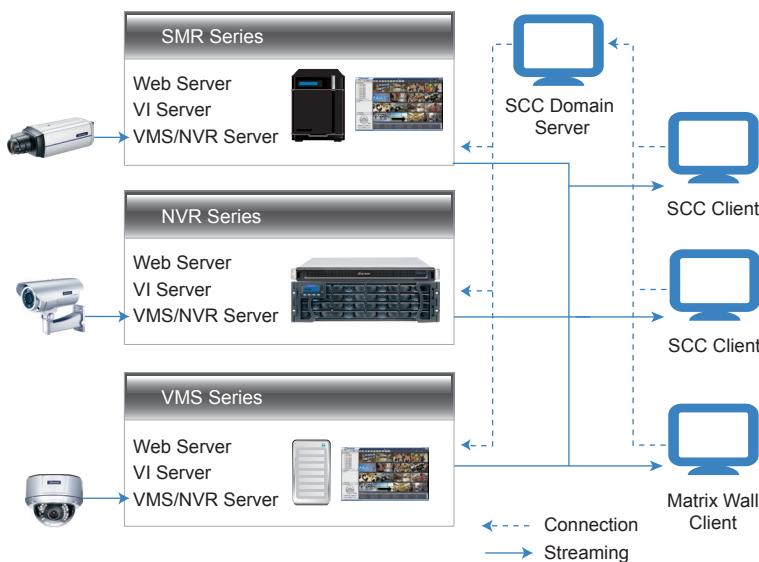 SMR Series
Web Server
VI Server
VMS/NVR Server
SCC Domain
Server
SCC Client
NVR Series
Web Server
VI Server
VMS/NVR Server
SCC Client
VMS Series
Web Server
VI Server
VMS/NVR Server
Matrix Wall
Client
Connection
Streaming